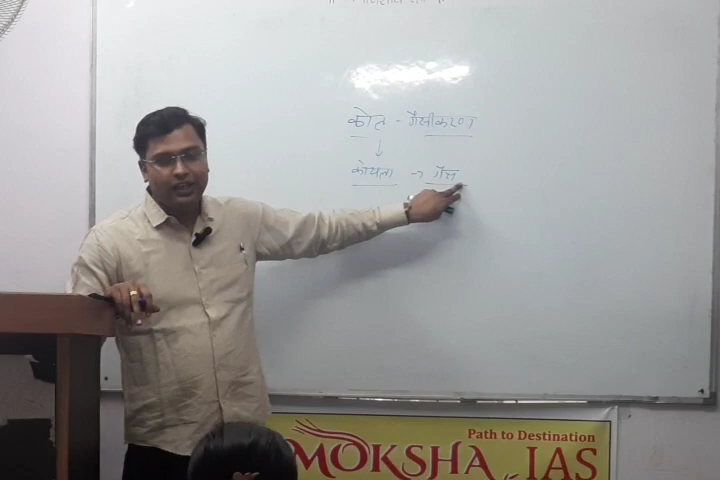 कोल - गैसीकरण
↓
कोयला → गैस
Path to Destination
MOKSHA IAS